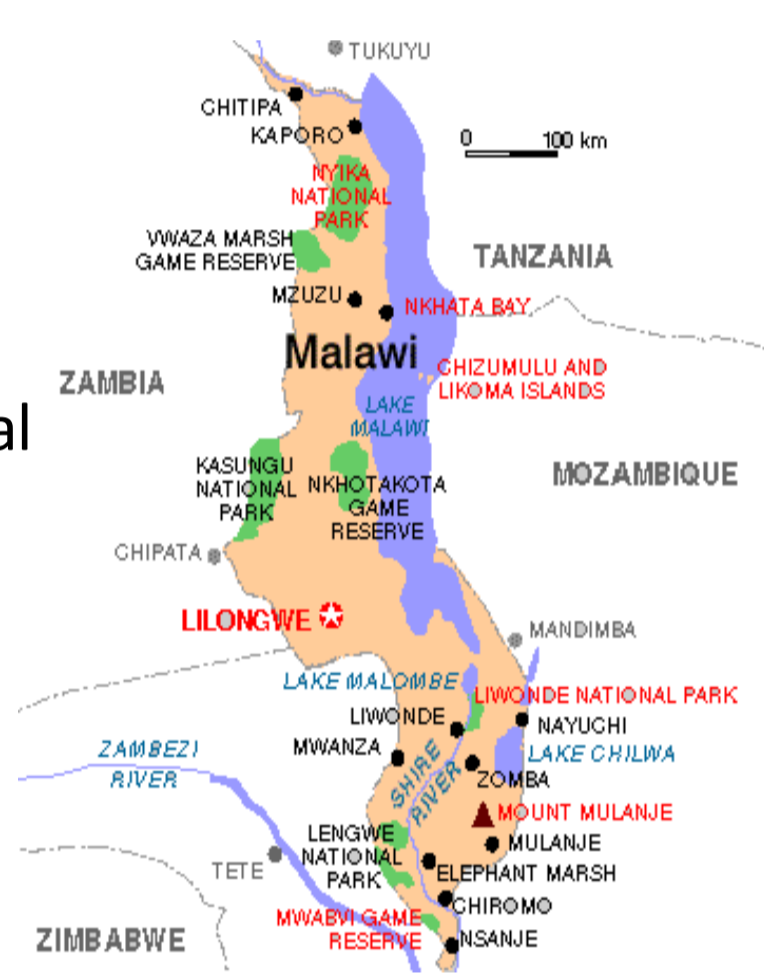 TUKUYU
CHITIPA
KAPORO
0 100 km
NYIKA
NATIONAL
PARK
VWAZA MARSH
GAME RESERVE
TANZANIA
MZUZU
NKHATA BAY
Malawi
CHIZUMULU AND
LIKOMA ISLANDS
ZAMBIA
LAKE
MALAWI
al
KASUNGU
NATIONAL
PARK
NKHOTAKOTA
GAME
RESERVE
MOZAMBIQUE
CHIPATA
LILONGWE
MANDIMBA
LAKE MALOMBE
LIWONDE NATIONAL PARK
LIWONDE
NAYUCHI
MWANZA
LAKE CHILWA
ZAMBEZI
RIVER
SHIRE
RIVER
ZOMBA
MOUNT MULANJE
LENGWE
NATIONAL
PARK
MULANJE
TETE
ELEPHANT MARSH
CHIROMO
MWABVI GAME
RESERVE
NSANJE
ZIMBABWE